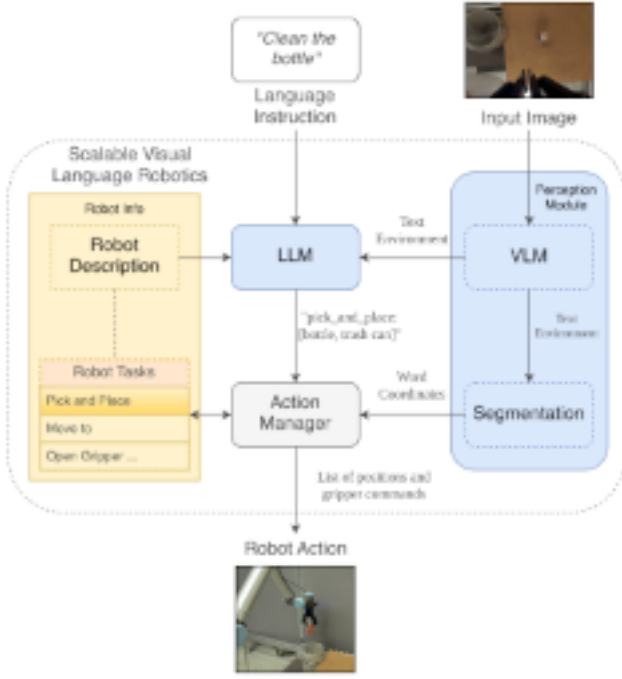 "Clean the
bottle"
Language
Instruction
Input Image
Scalable Visual
Language Robotics
Robot Info
Robot
Description
LLM
Text
Environment
Perception
Module
VLM
"pick_and_place:
[bottle, trash can]"
Text
Environment
Robot Tasks
Pick and Place
Move to
Open Gripper ...
Action
Manager
Word
Coordinates
Segmentation
List of positions and
gripper commands
Robot Action